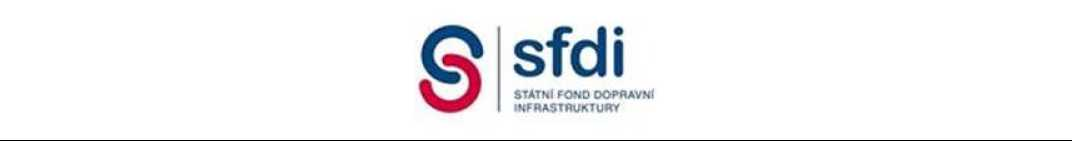 sfdi
STÁTNÍ FOND DOPRAVNÍ
INFRASTRUKTURY